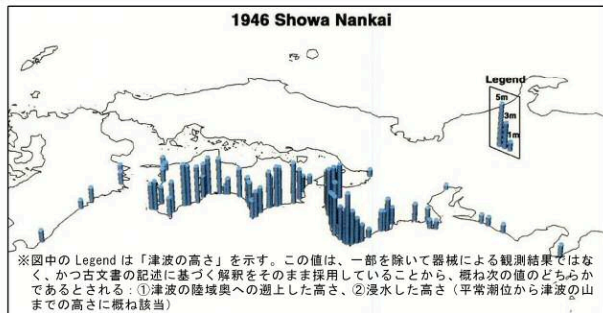 1946 Showa Nankai
Legend
5m
3m
1m
※図中の Legend は「津波の高さ」を示す。この値は、一部を除いて器械による観測結果ではな
く、かつ古文書の記述に基づく解釈をそのまま採用していることから、概ね次の値のどちらか
であるとされる：①津波の陸域奥への遡上した高さ、②浸水した高さ（平常潮位から津波の山
までの高さに概ね該当）